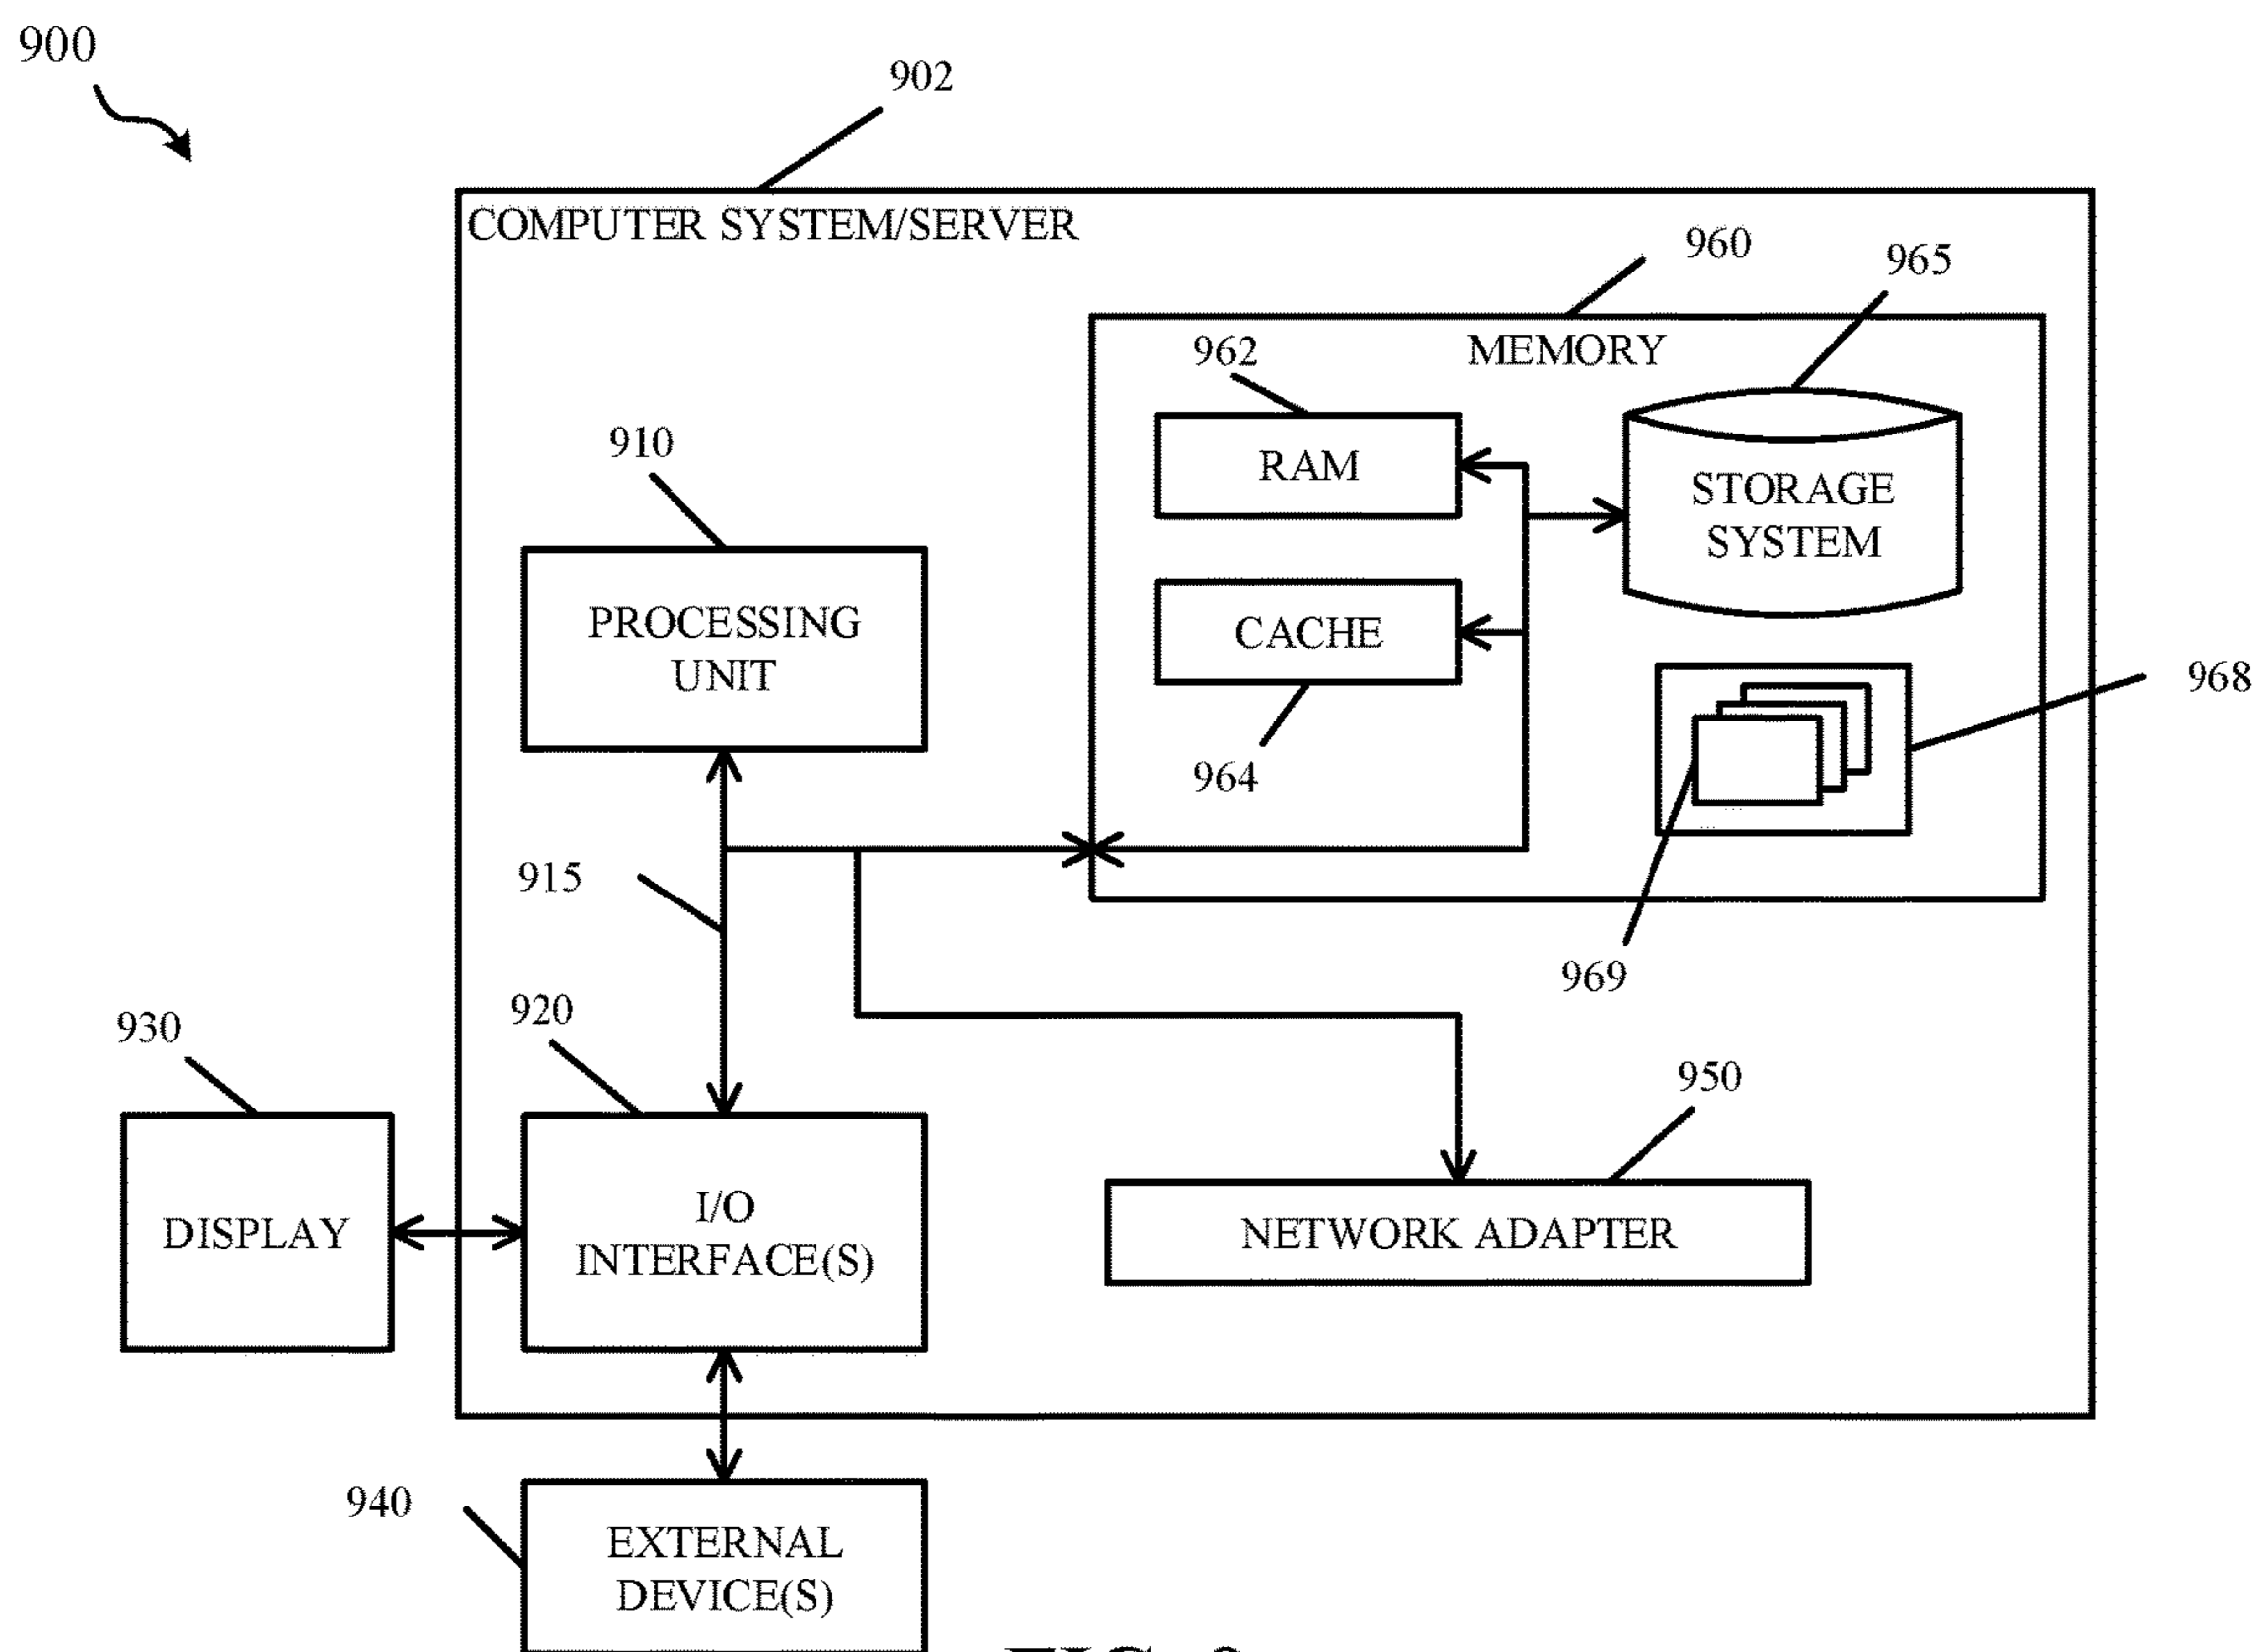 900
902
COMPUTER SYSTEM/SERVER
960
965
MEMORY
962
910
RAM
STORAGE
SYSTEM
PROCESSING
UNIT
CACHE
968
964
915
969
920
930
950
I/O
INTERFACE(S)
DISPLAY
NETWORK ADAPTER
940
EXTERNAL
DEVICE(S)